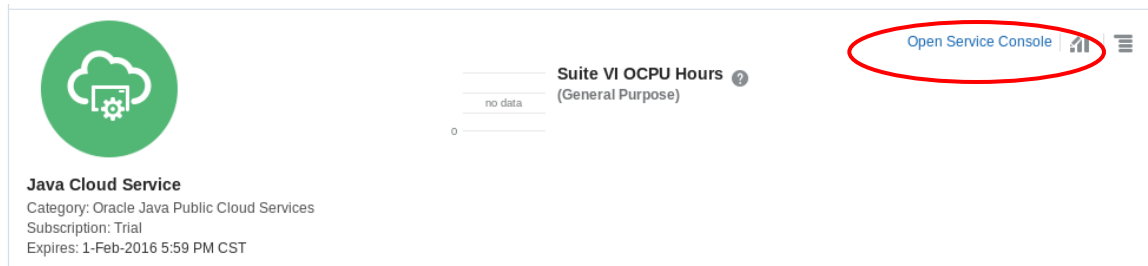 Open Service Console
Suite VI OCPU Hours ?
(General Purpose)
no data
0
Java Cloud Service
Category: Oracle Java Public Cloud Services
Subscription: Trial
Expires: 1-Feb-2016 5:59 PM CST